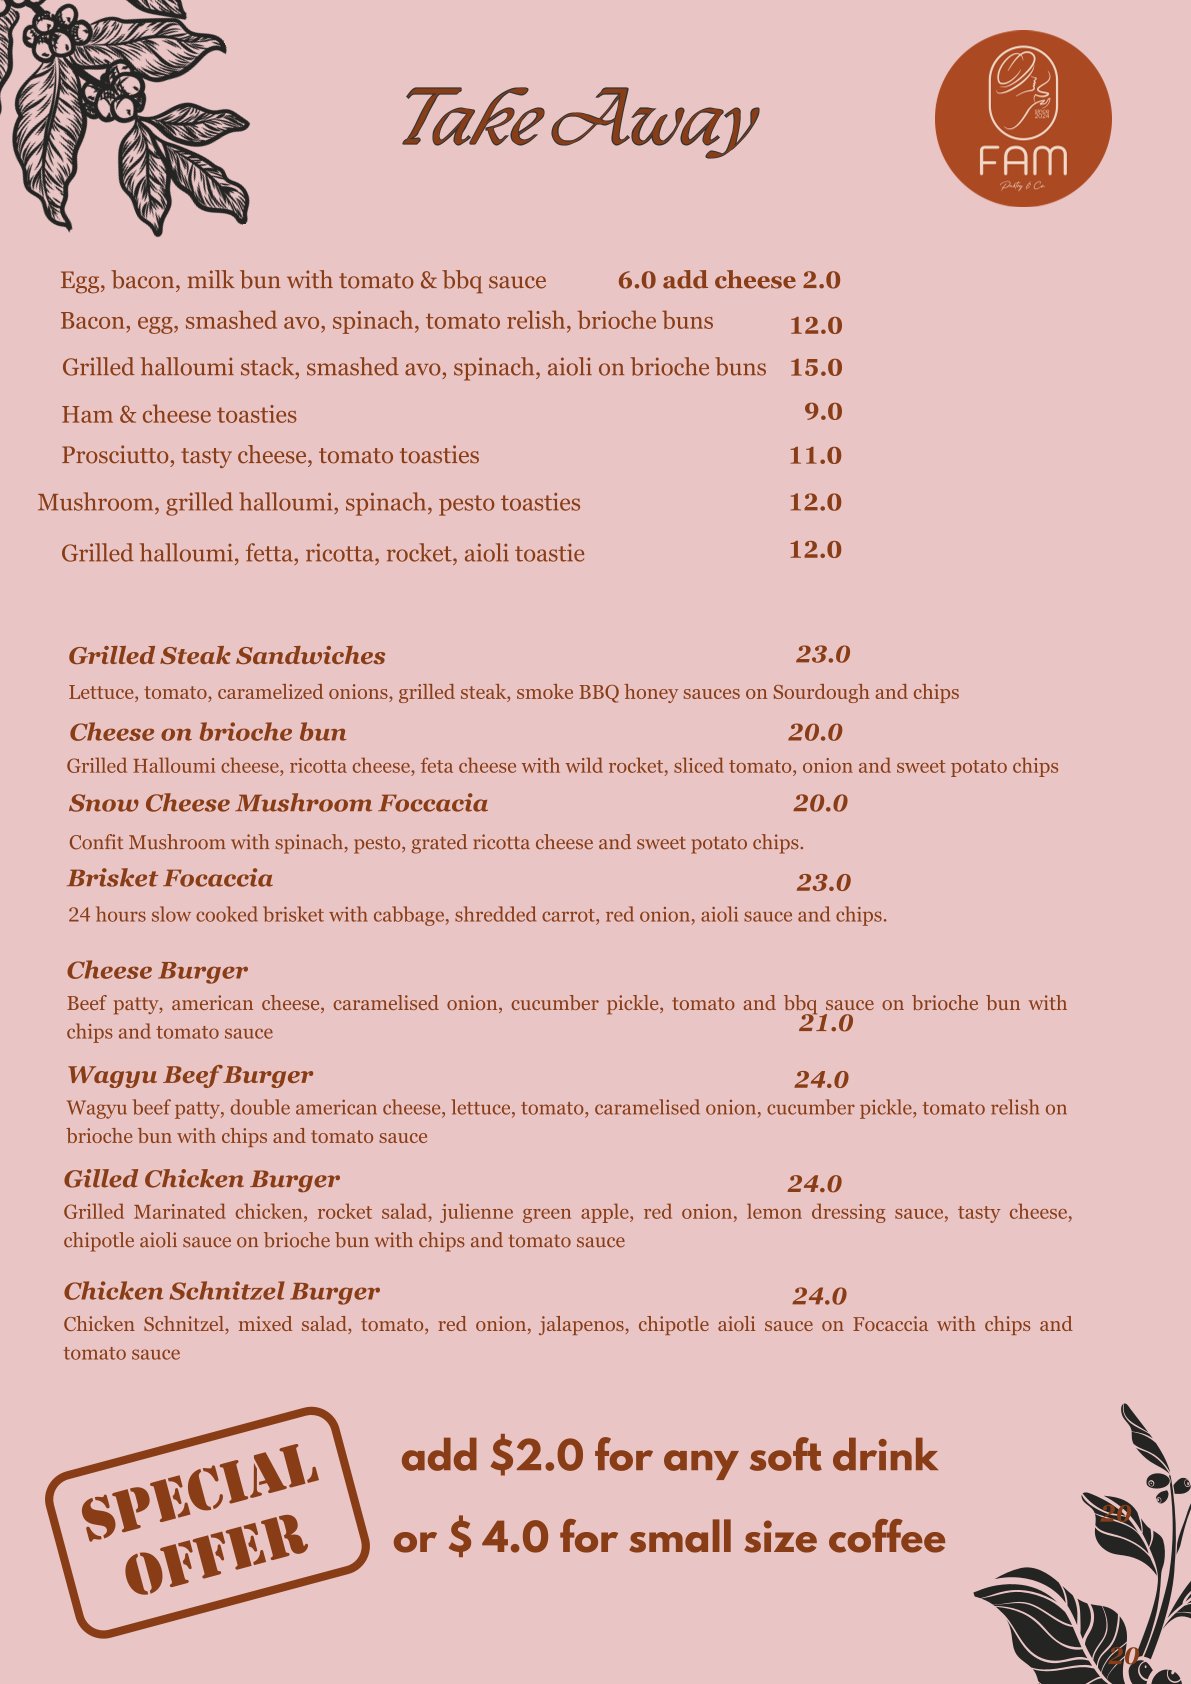 Take Away
SINCE
2024
FAM
Pastry & Co
Egg, bacon, milk bun with tomato & bbq sauce 6.0 add cheese 2.0
Bacon, egg, smashed avo, spinach, tomato relish, brioche buns 12.0
Grilled halloumi stack, smashed avo, spinach, aioli on brioche buns 15.0
Ham & cheese toasties 9.0
Prosciutto, tasty cheese, tomato toasties 11.0
Mushroom, grilled halloumi, spinach, pesto toasties 12.0
Grilled halloumi, fetta, ricotta, rocket, aioli toastie 12.0
Grilled Steak Sandwiches 23.0
Lettuce, tomato, caramelized onions, grilled steak, smoke BBQ honey sauces on Sourdough and chips
Cheese on brioche bun 20.0
Grilled Halloumi cheese, ricotta cheese, feta cheese with wild rocket, sliced tomato, onion and sweet potato chips
Snow Cheese Mushroom Foccacia 20.0
Confit Mushroom with spinach, pesto, grated ricotta cheese and sweet potato chips.
Brisket Focaccia 23.0
24 hours slow cooked brisket with cabbage, shredded carrot, red onion, aioli sauce and chips.
Cheese Burger
Beef patty, american cheese, caramelised onion, cucumber pickle, tomato and bbq sauce on brioche bun with
chips and tomato sauce 21.0
Wagyu Beef Burger 24.0
Wagyu beef patty, double american cheese, lettuce, tomato, caramelised onion, cucumber pickle, tomato relish on
brioche bun with chips and tomato sauce
Gilled Chicken Burger 24.0
Grilled Marinated chicken, rocket salad, julienne green apple, red onion, lemon dressing sauce, tasty cheese,
chipotle aioli sauce on brioche bun with chips and tomato sauce
Chicken Schnitzel Burger 24.0
Chicken Schnitzel, mixed salad, tomato, red onion, jalapenos, chipotle aioli sauce on Focaccia with chips and
tomato sauce
SPECIAL
OFFER
add $2.0 for any soft drink
or $ 4.0 for small size coffee
20
20